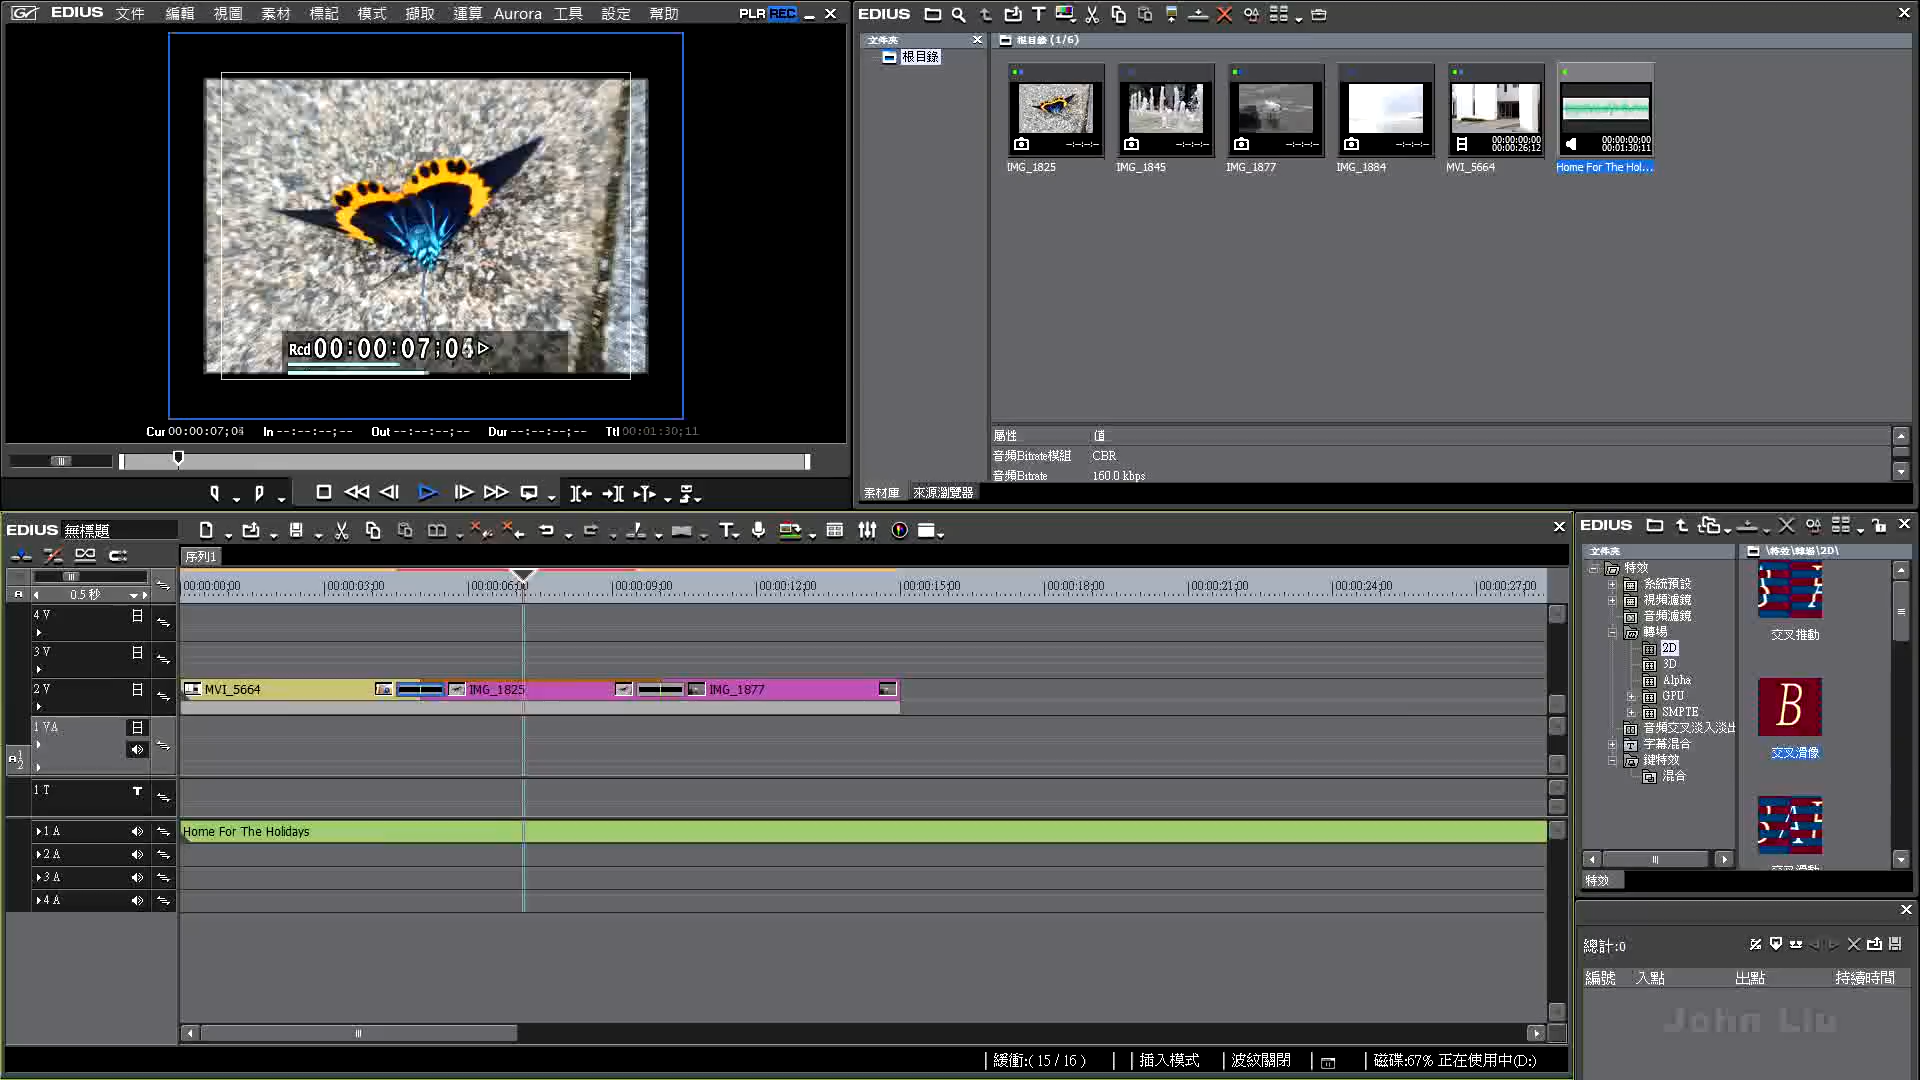 EDIUS 文件 編輯 視圖 素材 標記 模式 擷取 運算 Aurora 工具 設定 幫助 PLR REC
Rcd 00:00:07;04
Cur 00:00:07;04 In --:--:--;-- Out --:--:--;-- Dur --:--:--;-- Ttl 00:01:30;11
EDIUS
文件夾
根目錄
根目錄 (1/6)
00:00:00;00
00:00:26;12
00:00:00;00
00:01:30;11
IMG_1825 IMG_1845 IMG_1877 IMG_1884 MVI_5664 Home For The Hol...
屬性 值
音頻Bitrate模組 CBR
音頻Bitrate 160.0 kbps
素材庫 來源瀏覽器
EDIUS 無標題
序列1
0.5 秒
00:00:00;00 00:00:03;00 00:00:06;00 00:00:09;00 00:00:12;00 00:00:15;00 00:00:18;00 00:00:21;00 00:00:24;00 00:00:27;00
4 V
3 V
2 V MVI_5664 IMG_1825 IMG_1877
1 VA
1 T
1 A Home For The Holidays
2 A
3 A
4 A
緩衝:( 15 / 16 ) 插入模式 波紋關閉 磁碟:67% 正在使用中(D:)
EDIUS
文件夾
特效
系統預設
視頻濾鏡
音頻濾鏡
轉場
2D
3D
Alpha
GPU
SMPTE
音頻交叉淡入淡出
字幕混合
鍵特效
混合
特效
\特效\轉場\2D\
交叉推動
B
交叉滑像
交叉滑動
總計:0
編號 入點 出點 持續時間
John Liu